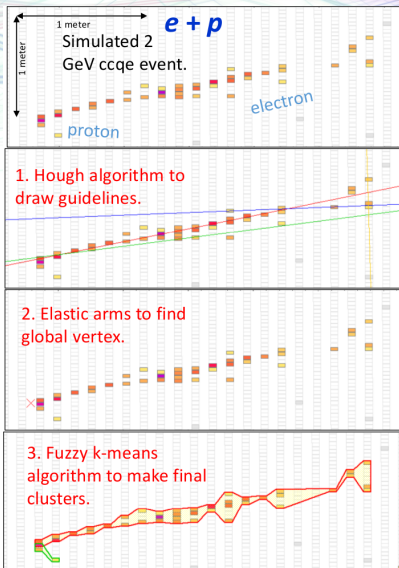 1 meter
e + p
1 meter
Simulated 2
GeV ccqe event.
electron
proton
1. Hough algorithm to
draw guidelines.
2. Elastic arms to find
global vertex.
3. Fuzzy k-means
algorithm to make final
clusters.